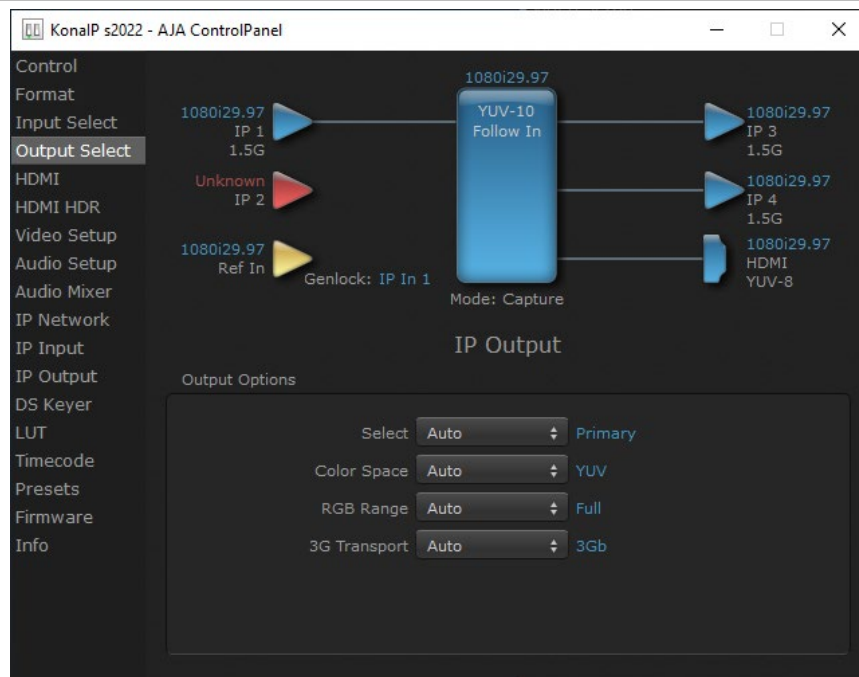 KonaIP s2022 - AJA ControlPanel
Control
Format
Input Select
Output Select
HDMI
HDMI HDR
Video Setup
Audio Setup
Audio Mixer
IP Network
IP Input
IP Output
DS Keyer
LUT
Timecode
Presets
Firmware
Info
1080i29.97
IP 1
1.5G
Unknown
IP 2
1080i29.97
Ref In
Genlock: IP In 1
1080i29.97
YUV-10
Follow In
Mode: Capture
1080i29.97
IP 3
1.5G
1080i29.97
IP 4
1.5G
1080i29.97
HDMI
YUV-8
IP Output
Output Options
Select Auto Primary
Color Space Auto YUV
RGB Range Auto Full
3G Transport Auto 3Gb